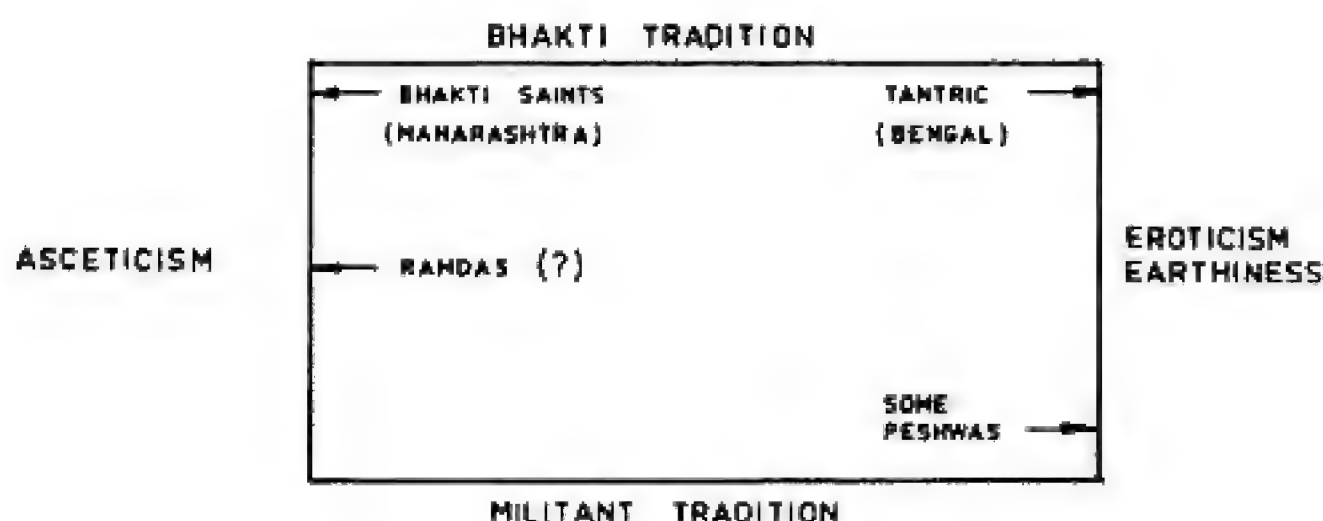 BHAKTI TRADITION
BHAKTI SAINTS
(MAHARASHTRA)
TANTRIC
(BENGAL)
ASCETICISM
RAMDAS (?)
EROTICISM
EARTHINESS
SOME
PESHWAS
MILITANT TRADITION